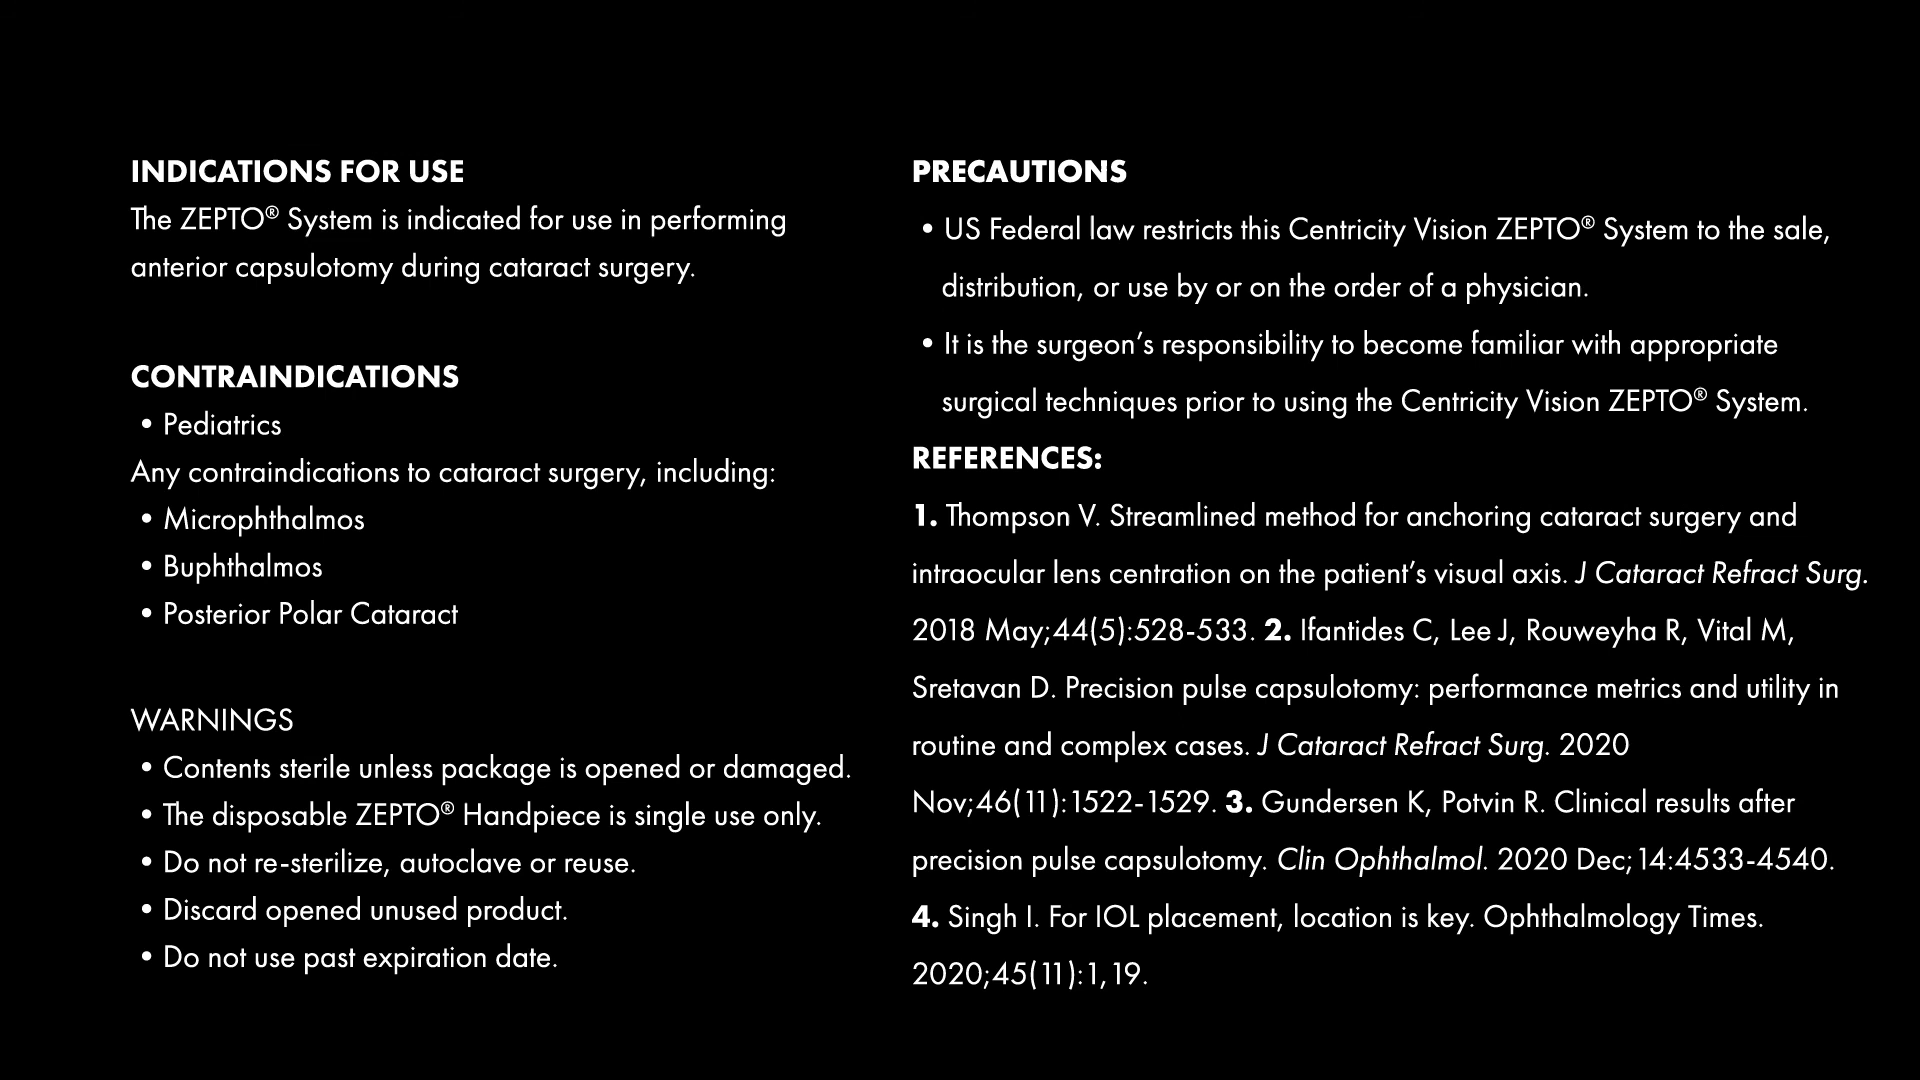 INDICATIONS FOR USE
The ZEPTO® System is indicated for use in performing
anterior capsulotomy during cataract surgery.
CONTRAINDICATIONS
• Pediatrics
Any contraindications to cataract surgery, including:
• Microphthalmos
• Buphthalmos
• Posterior Polar Cataract
WARNINGS
• Contents sterile unless package is opened or damaged.
• The disposable ZEPTO® Handpiece is single use only.
• Do not re-sterilize, autoclave or reuse.
• Discard opened unused product.
• Do not use past expiration date.
PRECAUTIONS
• US Federal law restricts this Centricity Vision ZEPTO® System to the sale,
distribution, or use by or on the order of a physician.
• It is the surgeon’s responsibility to become familiar with appropriate
surgical techniques prior to using the Centricity Vision ZEPTO® System.
REFERENCES:
1. Thompson V. Streamlined method for anchoring cataract surgery and
intraocular lens centration on the patient’s visual axis. J Cataract Refract Surg.
2018 May;44(5):528-533. 2. Ifantides C, Lee J, Rouweyha R, Vital M,
Sretavan D. Precision pulse capsulotomy: performance metrics and utility in
routine and complex cases. J Cataract Refract Surg. 2020
Nov;46(11):1522-1529. 3. Gundersen K, Potvin R. Clinical results after
precision pulse capsulotomy. Clin Ophthalmol. 2020 Dec;14:4533-4540.
4. Singh I. For IOL placement, location is key. Ophthalmology Times.
2020;45(11):1,19.